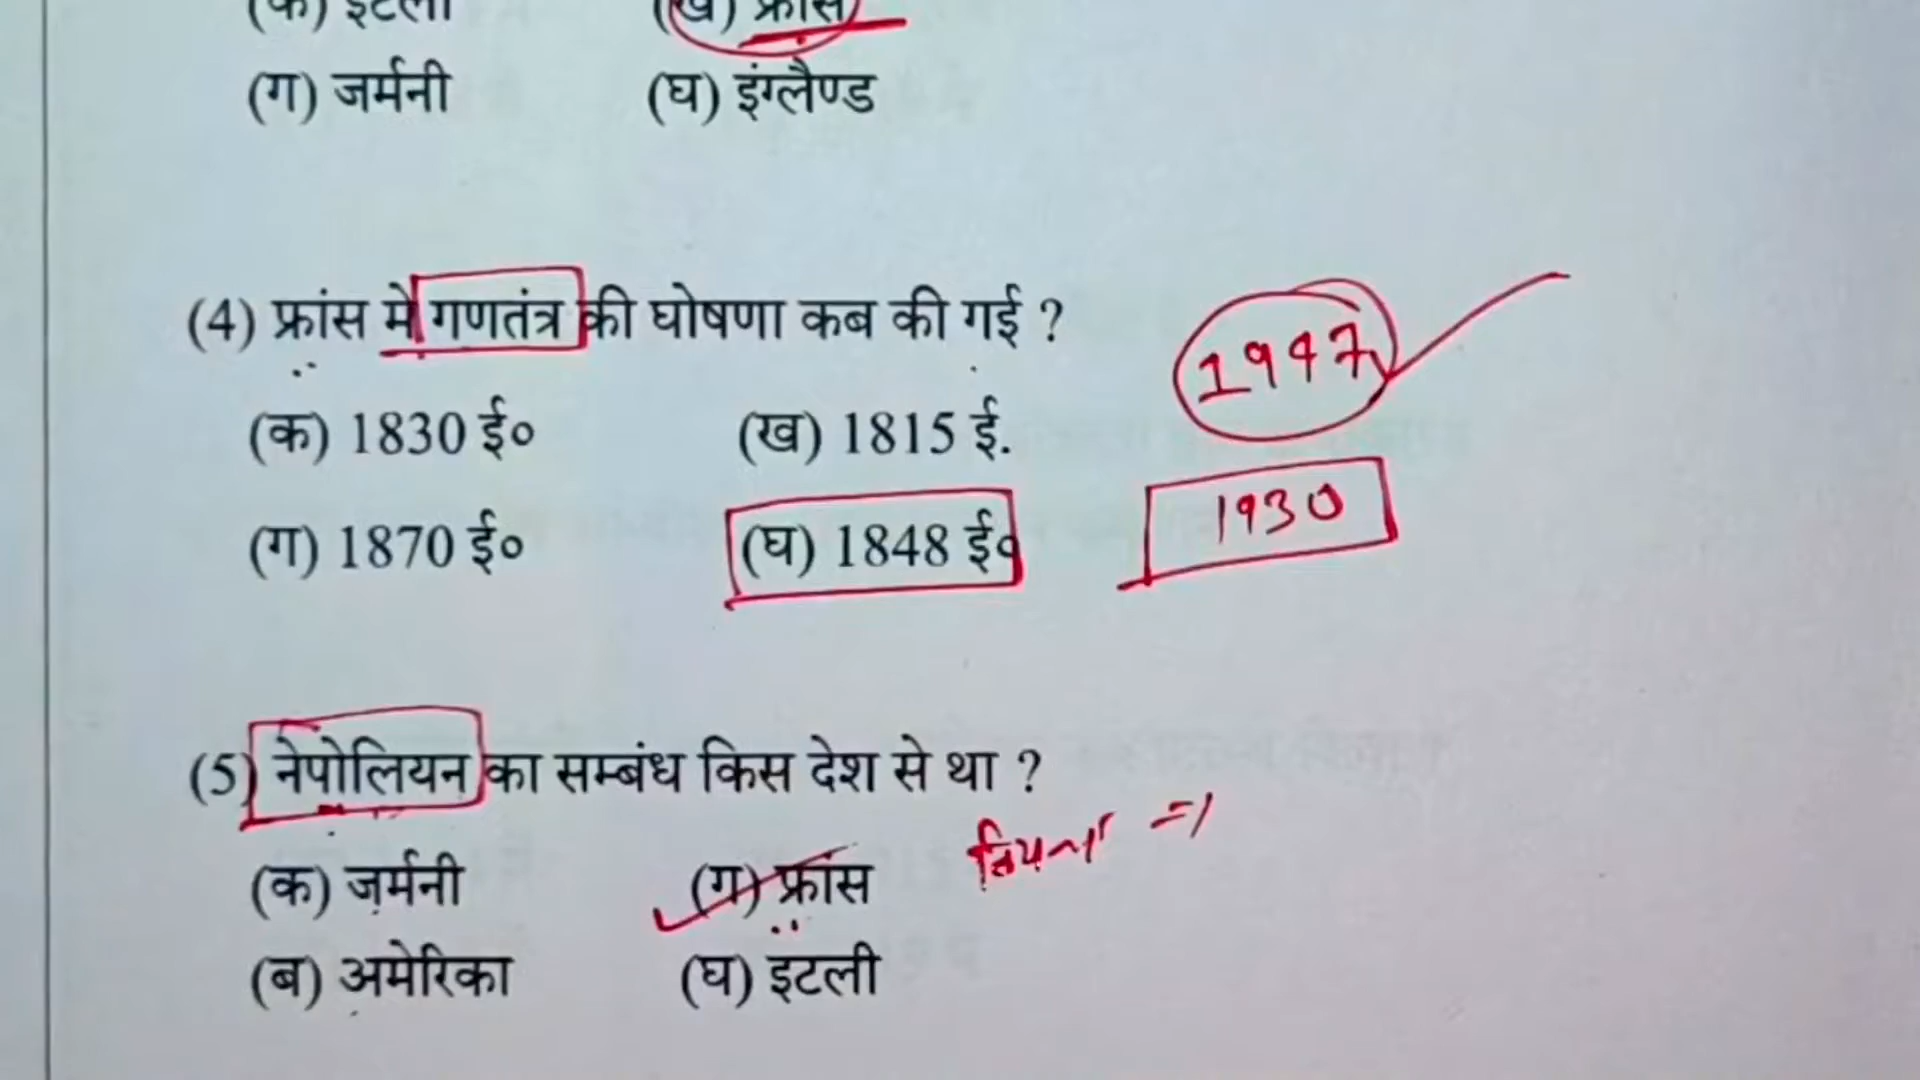 (क) इटली (ख) फ्रांस
(ग) जर्मनी (घ) इंग्लैण्ड
(4) फ्रांस मे गणतंत्र की घोषणा कब की गई ?
1947
(क) 1830 ई० (ख) 1815 ई.
(ग) 1870 ई० (घ) 1848 ई०
1930
(5) नेपोलियन का सम्बंध किस देश से था ?
(क) जर्मनी (ग) फ्रांस
(ब) अमेरिका (घ) इटली